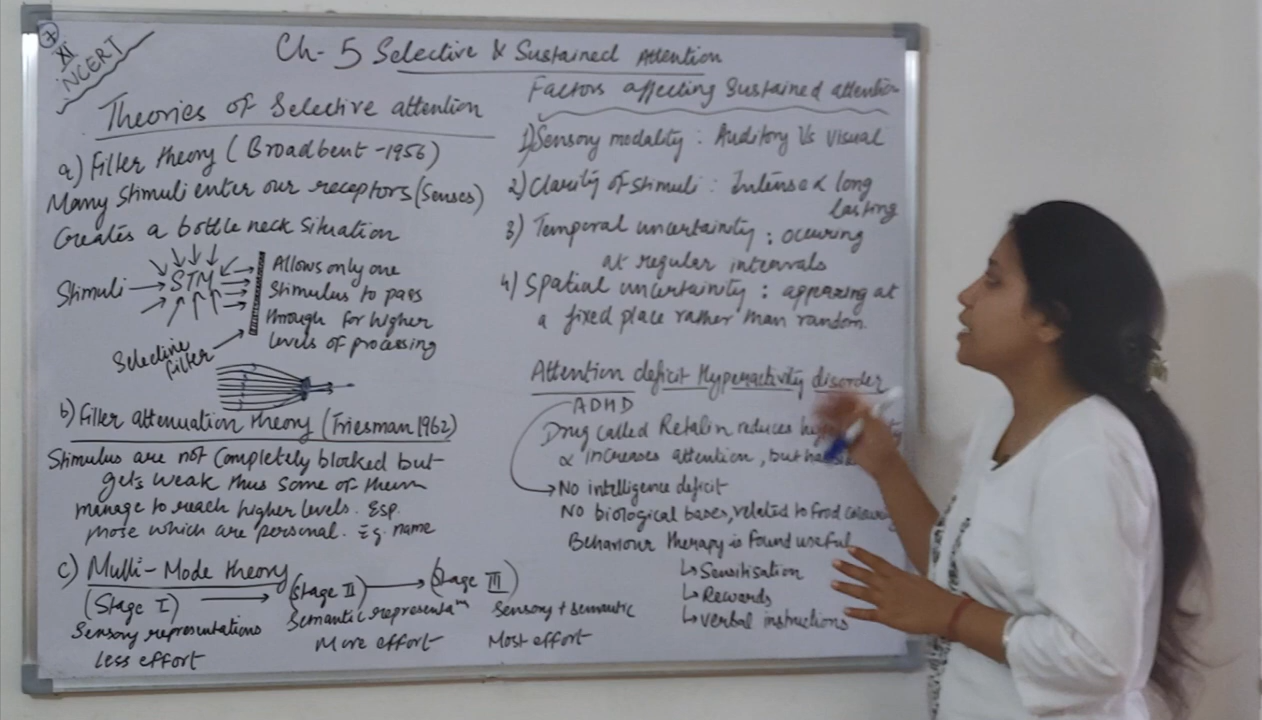 7
XI
NCERT
Ch-5 Selective & Sustained Attention
Theories of Selective attention
a) Filter theory (Broadbent - 1956)
Many stimuli enter our receptors (senses)
Creates a bottle neck situation
Stimuli → STM
Allows only one
Stimulus to pass
through for higher
levels of processing
Selective
filter
b) Filter attenuation theory (Triesman 1962)
Stimulus are not completely blocked but
gets weak thus some of them
manage to reach higher levels. Esp.
those which are personal. Eg. name
c) Multi-Mode theory
(Stage I) → (Stage II) → (Stage III)
Sensory representations
less effort
Semantic representatn
More effort
Sensory + semantic
Most effort
Factors affecting Sustained attention
1) Sensory modality : Auditory Vs visual
2) Clarity of stimuli : Intense & long
lasting
3) Temporal uncertainity : occuring
at regular intervals
4) Spatial uncertainity : appearing at
a fixed place rather than random.
Attention deficit Hyperactivity disorder
ADHD
Drug called Retalin reduces
& increases attention, but
→ No intelligence deficit
No biological bases, related to food
Behaviour therapy is found useful
↳ Sensitisation
↳ Rewards
↳ verbal instructions